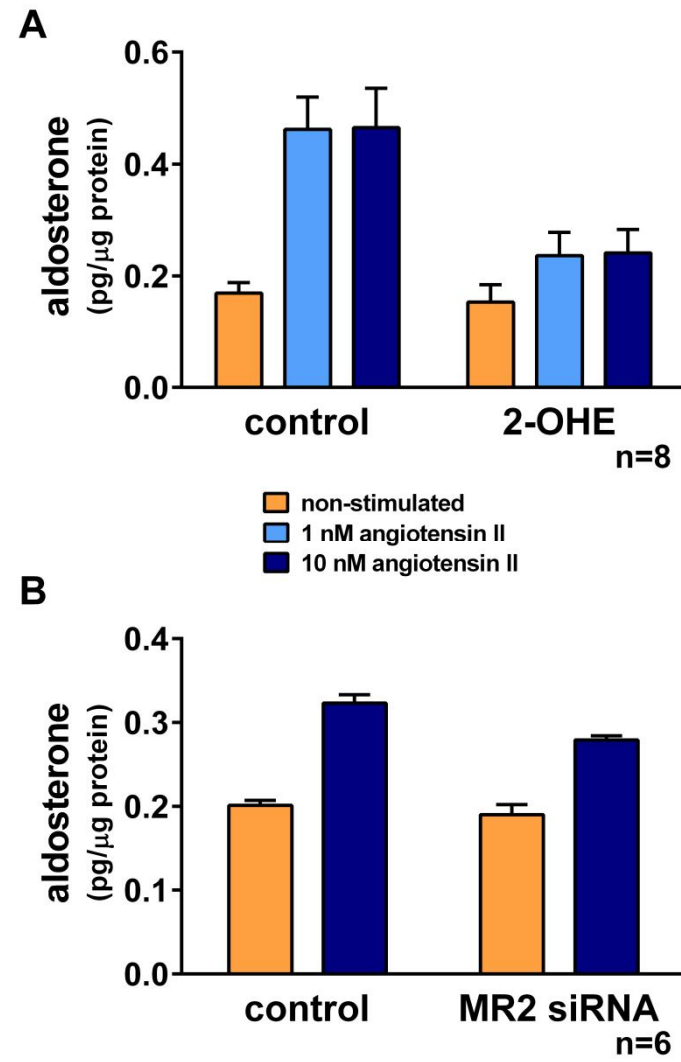 A
0.6
0.4
0.2
0.0
aldosterone
(pg/μg protein)
control
2-OHE
n=8
non-stimulated
1 nM angiotensin II
10 nM angiotensin II
B
0.4
0.3
0.2
0.1
0.0
aldosterone
(pg/μg protein)
control
MR2 siRNA
n=6